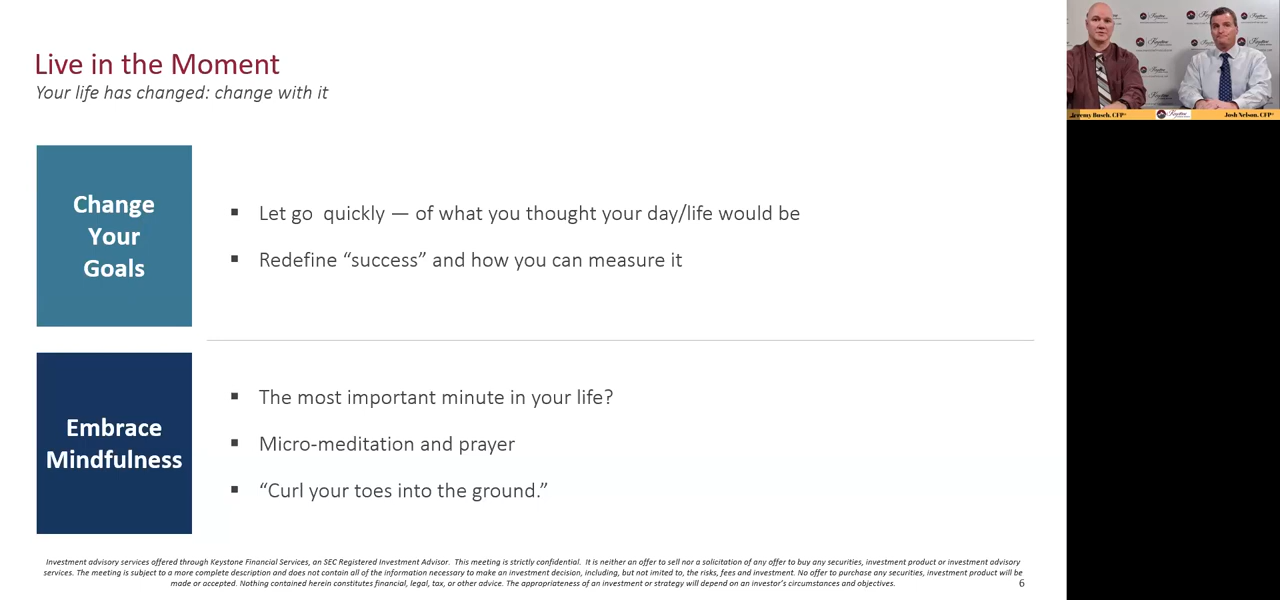 Live in the Moment
Your life has changed: change with it
Change
Your
Goals
▪ Let go  quickly — of what you thought your day/life would be
▪ Redefine “success” and how you can measure it
Embrace
Mindfulness
▪ The most important minute in your life?
▪ Micro-meditation and prayer
▪ “Curl your toes into the ground.”
Investment advisory services offered through Keystone Financial Services, an SEC Registered Investment Advisor.  This meeting is strictly confidential.  It is neither an offer to sell nor a solicitation of any offer to buy any securities, investment product or investment advisory
services. The meeting is subject to a more complete description and does not contain all of the information necessary to make an investment decision, including, but not limited to, the risks, fees and investment. No offer to purchase any securities, investment product will be
made or accepted. Nothing contained herein constitutes financial, legal, tax, or other advice. The appropriateness of an investment or strategy will depend on an investor's circumstances and objectives.
6
Jeremy Busch, CFP®
Keystone
Josh Nelson, CFP®